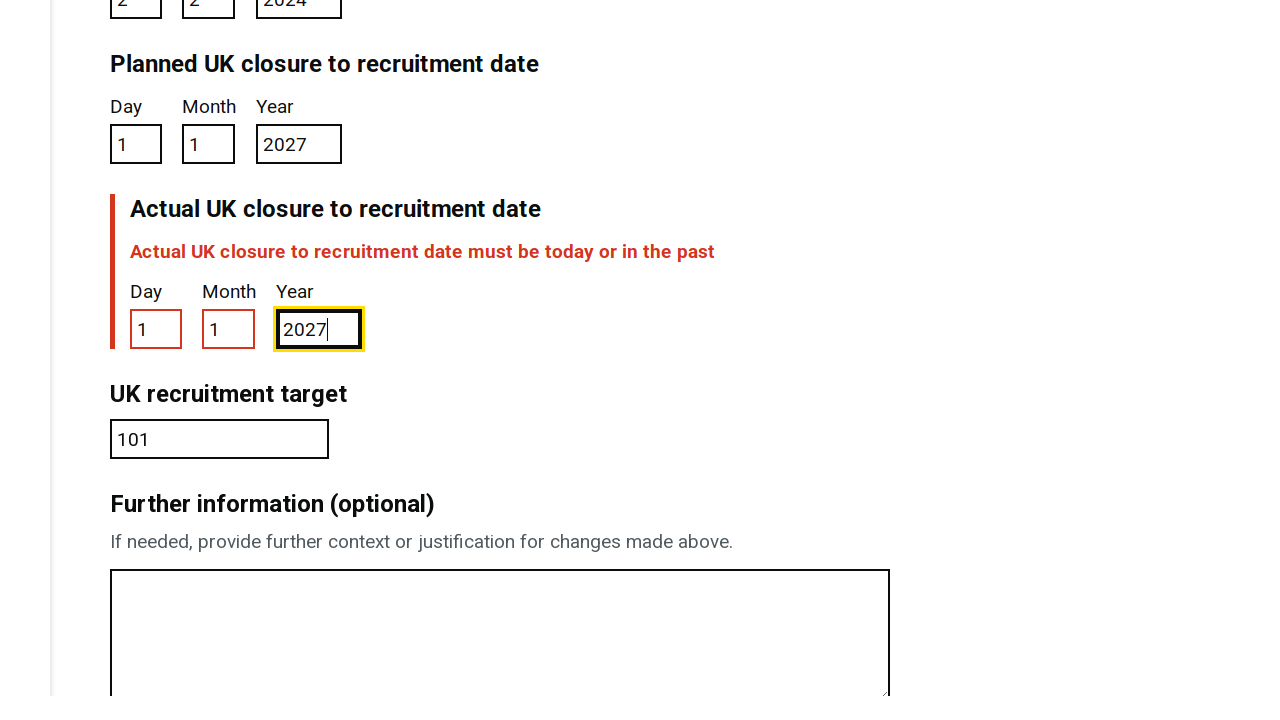 2 2 2024
Planned UK closure to recruitment date
Day Month Year
1 1 2027
Actual UK closure to recruitment date
Actual UK closure to recruitment date must be today or in the past
Day Month Year
1 1 2027
UK recruitment target
101
Further information (optional)
If needed, provide further context or justification for changes made above.